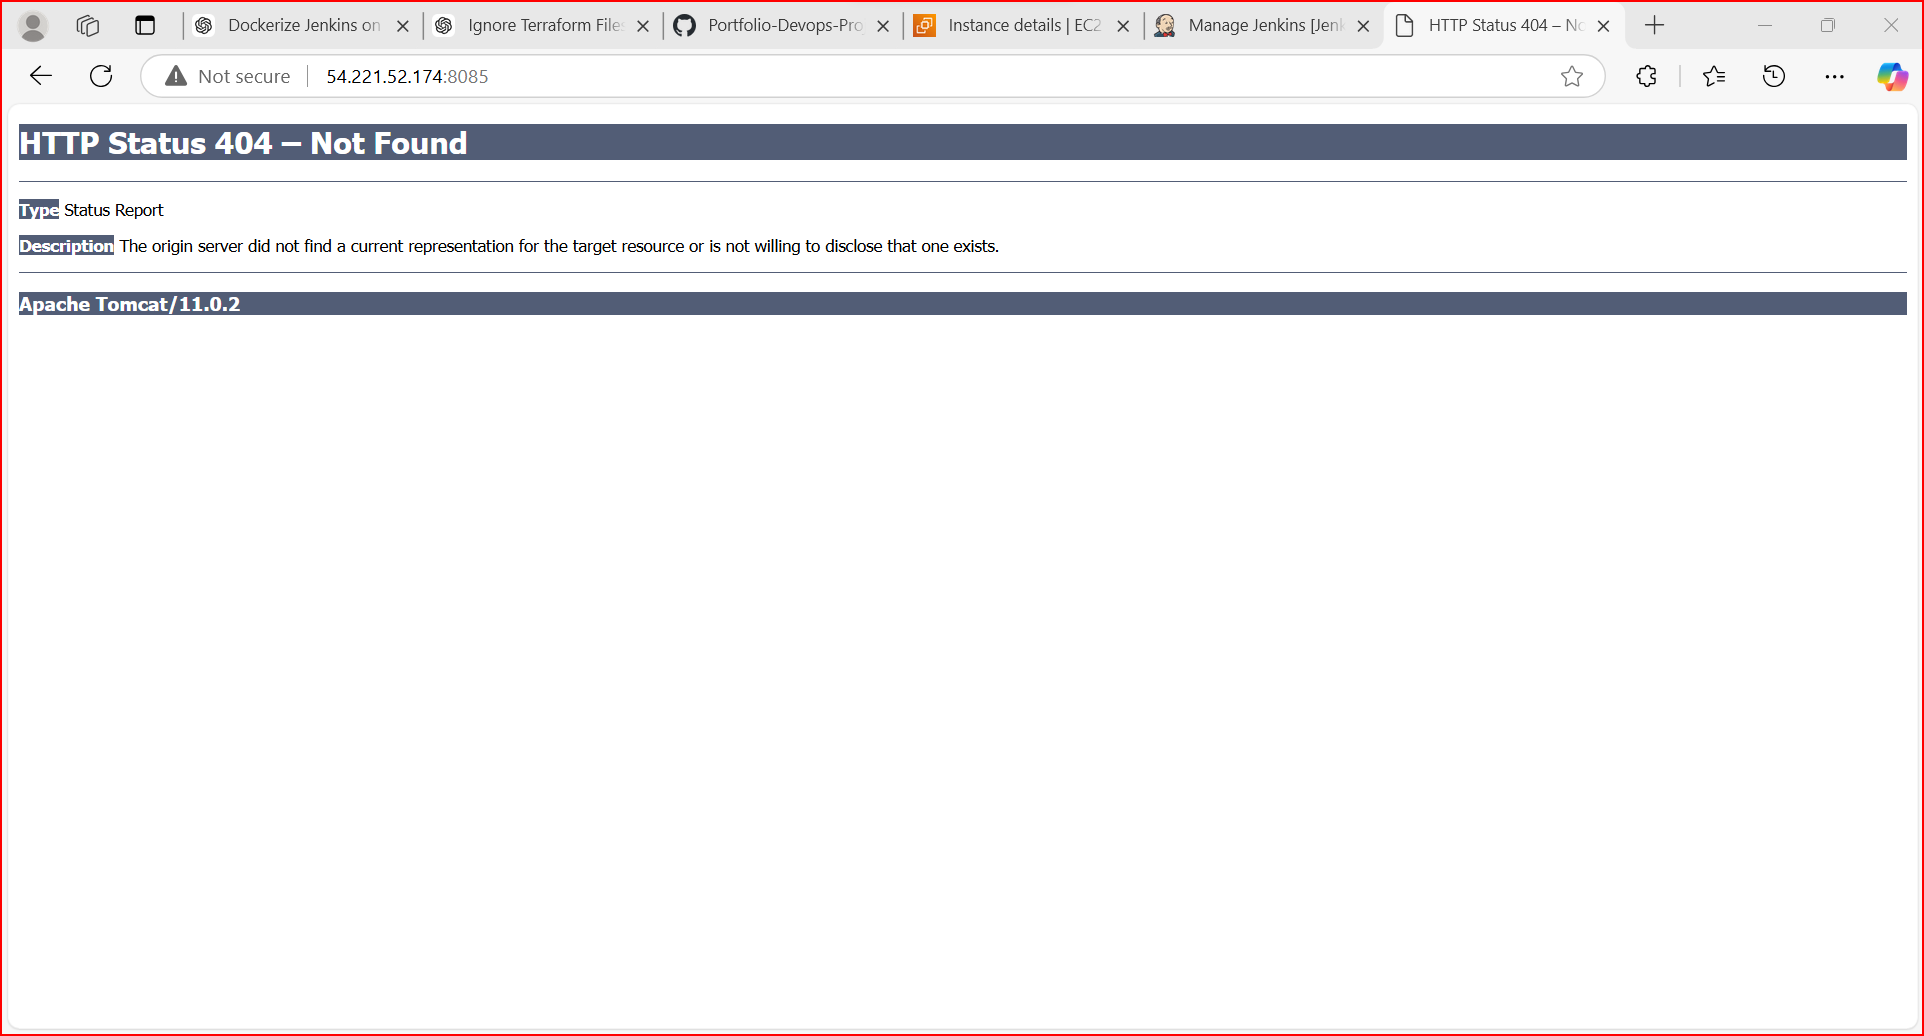 Dockerize Jenkins on
Ignore Terraform Files
Portfolio-Devops-Pro
Instance details | EC2
Manage Jenkins [Jenk
HTTP Status 404 – No
Not secure
54.221.52.174:8085
HTTP Status 404 – Not Found
Type Status Report
Description The origin server did not find a current representation for the target resource or is not willing to disclose that one exists.
Apache Tomcat/11.0.2